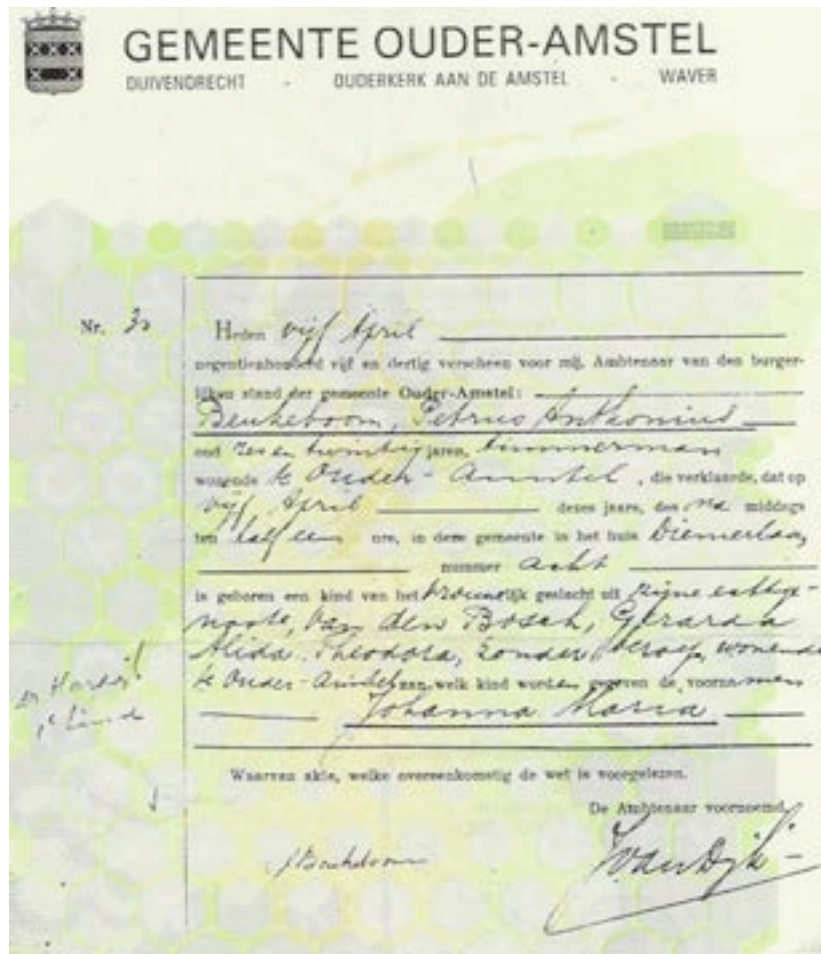 GEMEENTE OUDER-AMSTEL
DUIVENDRECHT - OUDERKERK AAN DE AMSTEL - WAVER
Nr. 30
Heden vijf April
negentienhonderd vijf en dertig verscheen voor mij, Ambtenaar van den burger-
lijken stand der gemeente Ouder-Amstel:
Beukeboom, Petrus Anthonius
oud zes en twintig jaren, timmerman
wonende te Ouder-Amstel, die verklaarde, dat op
vijf April dezes jaars, des na middags
ten half een ure, in deze gemeente in het huis Diemerlaan
nummer acht
is geboren een kind van het vrouwelijk geslacht uit zijne echtge-
noote, Van den Bosch, Gerarda
Alida Theodora, zonder beroep, wonende
te Ouder-Amstel aan welk kind worden gegeven de voornamen
Johanna Maria
Waarvan akte, welke overeenkomstig de wet is voorgelezen.
De Ambtenaar voornoemd,
Beukeboom
JvanDijk